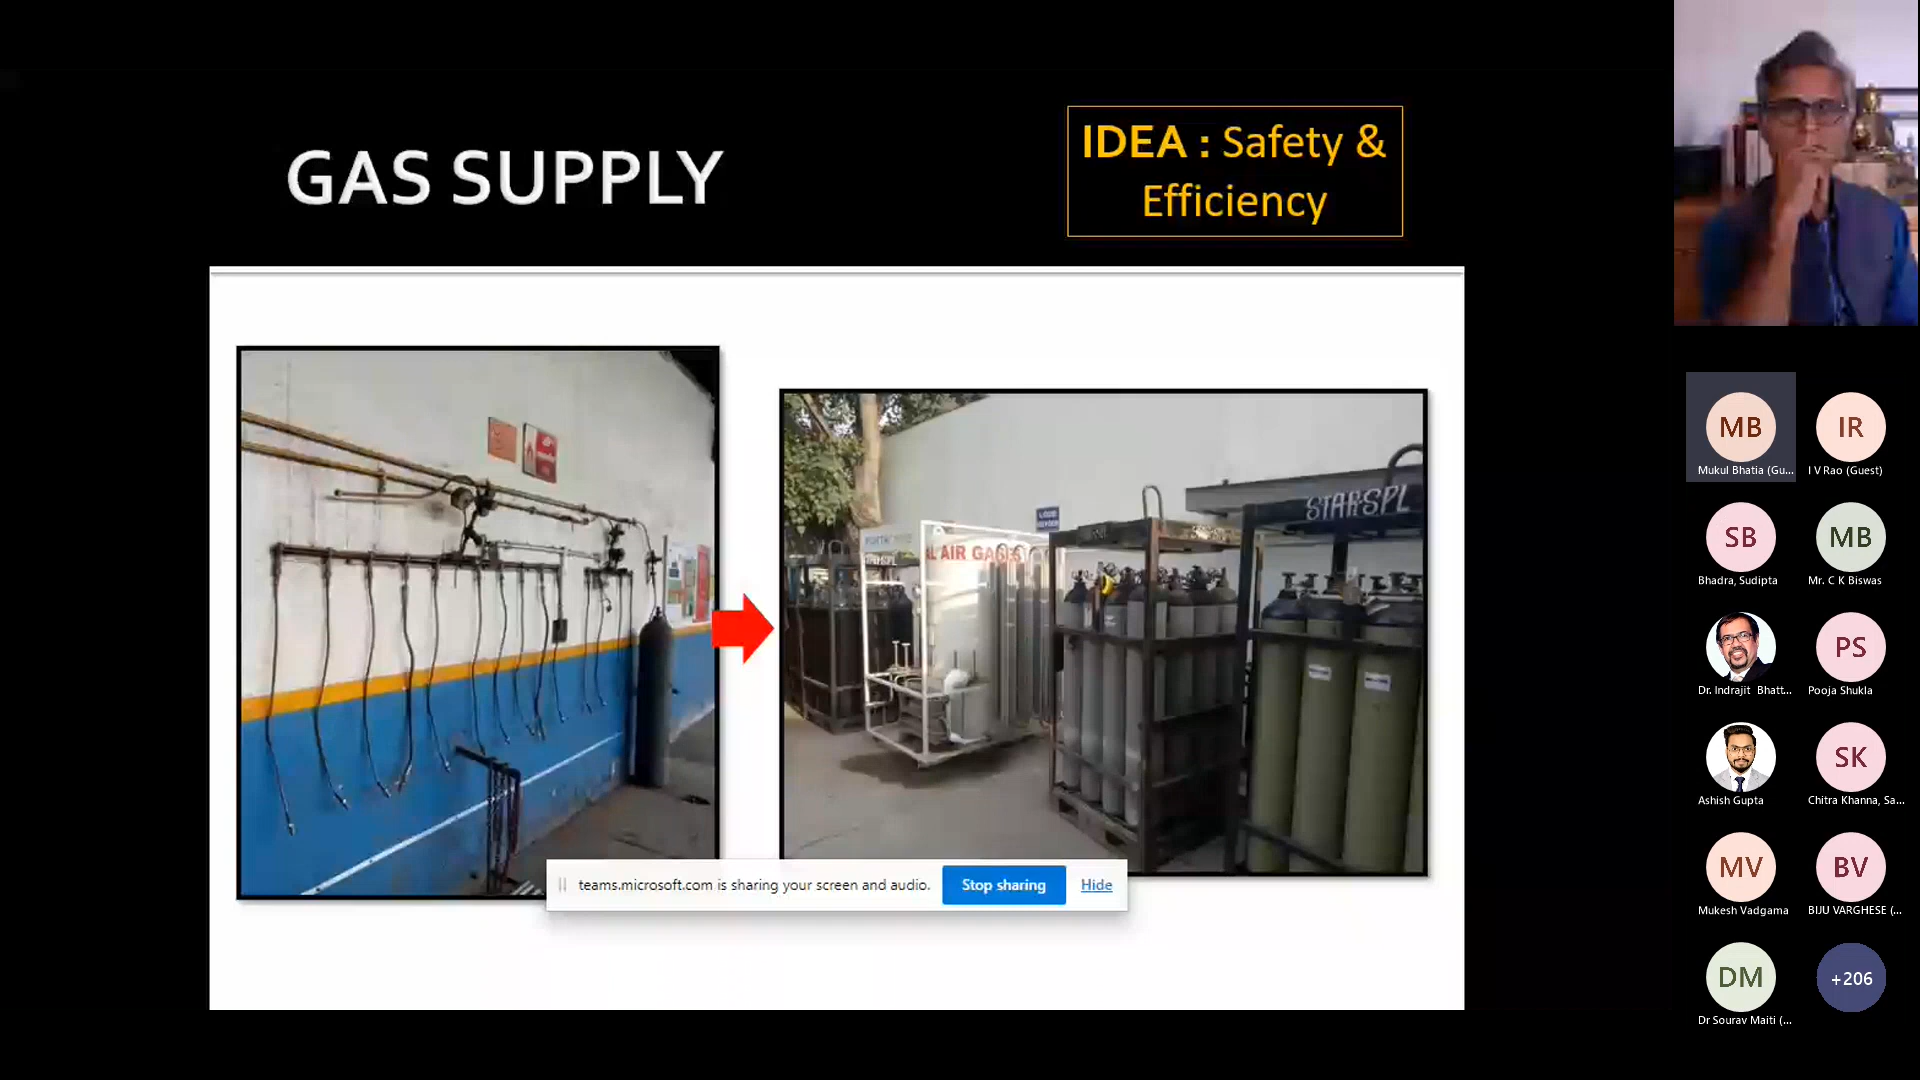 GAS SUPPLY
IDEA : Safety &
Efficiency
STARSPL
AIR GASES
teams.microsoft.com is sharing your screen and audio.
Stop sharing
Hide
MB
Mukul Bhatia (Gu...
IR
I V Rao (Guest)
SB
Bhadra, Sudipta
MB
Mr. C K Biswas
Dr. Indrajit Bhatt...
PS
Pooja Shukla
Ashish Gupta
SK
Chitra Khanna, Sa...
MV
Mukesh Vadgama
BV
BIJU VARGHESE (...
DM
Dr Sourav Maiti (...
+206